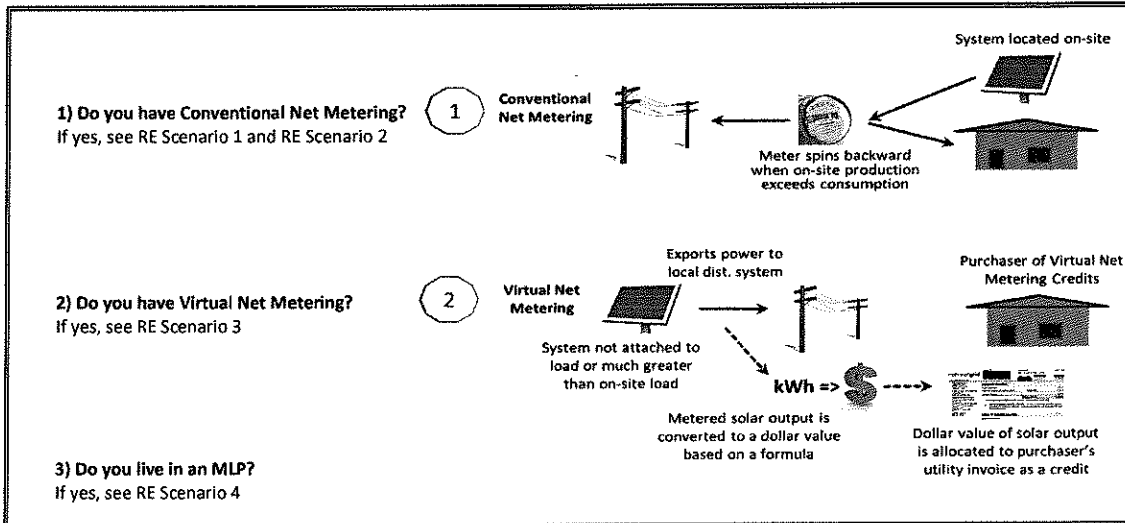 System located on-site
1) Do you have Conventional Net Metering?
If yes, see RE Scenario 1 and RE Scenario 2
1
Conventional
Net Metering
Meter spins backward
when on-site production
exceeds consumption
2) Do you have Virtual Net Metering?
If yes, see RE Scenario 3
2
Virtual Net
Metering
Exports power to
local dist. system
Purchaser of Virtual Net
Metering Credits
System not attached to
load or much greater
than on-site load
kWh => $
Metered solar output is
converted to a dollar value
based on a formula
Dollar value of solar output
is allocated to purchaser's
utility invoice as a credit
3) Do you live in an MLP?
If yes, see RE Scenario 4